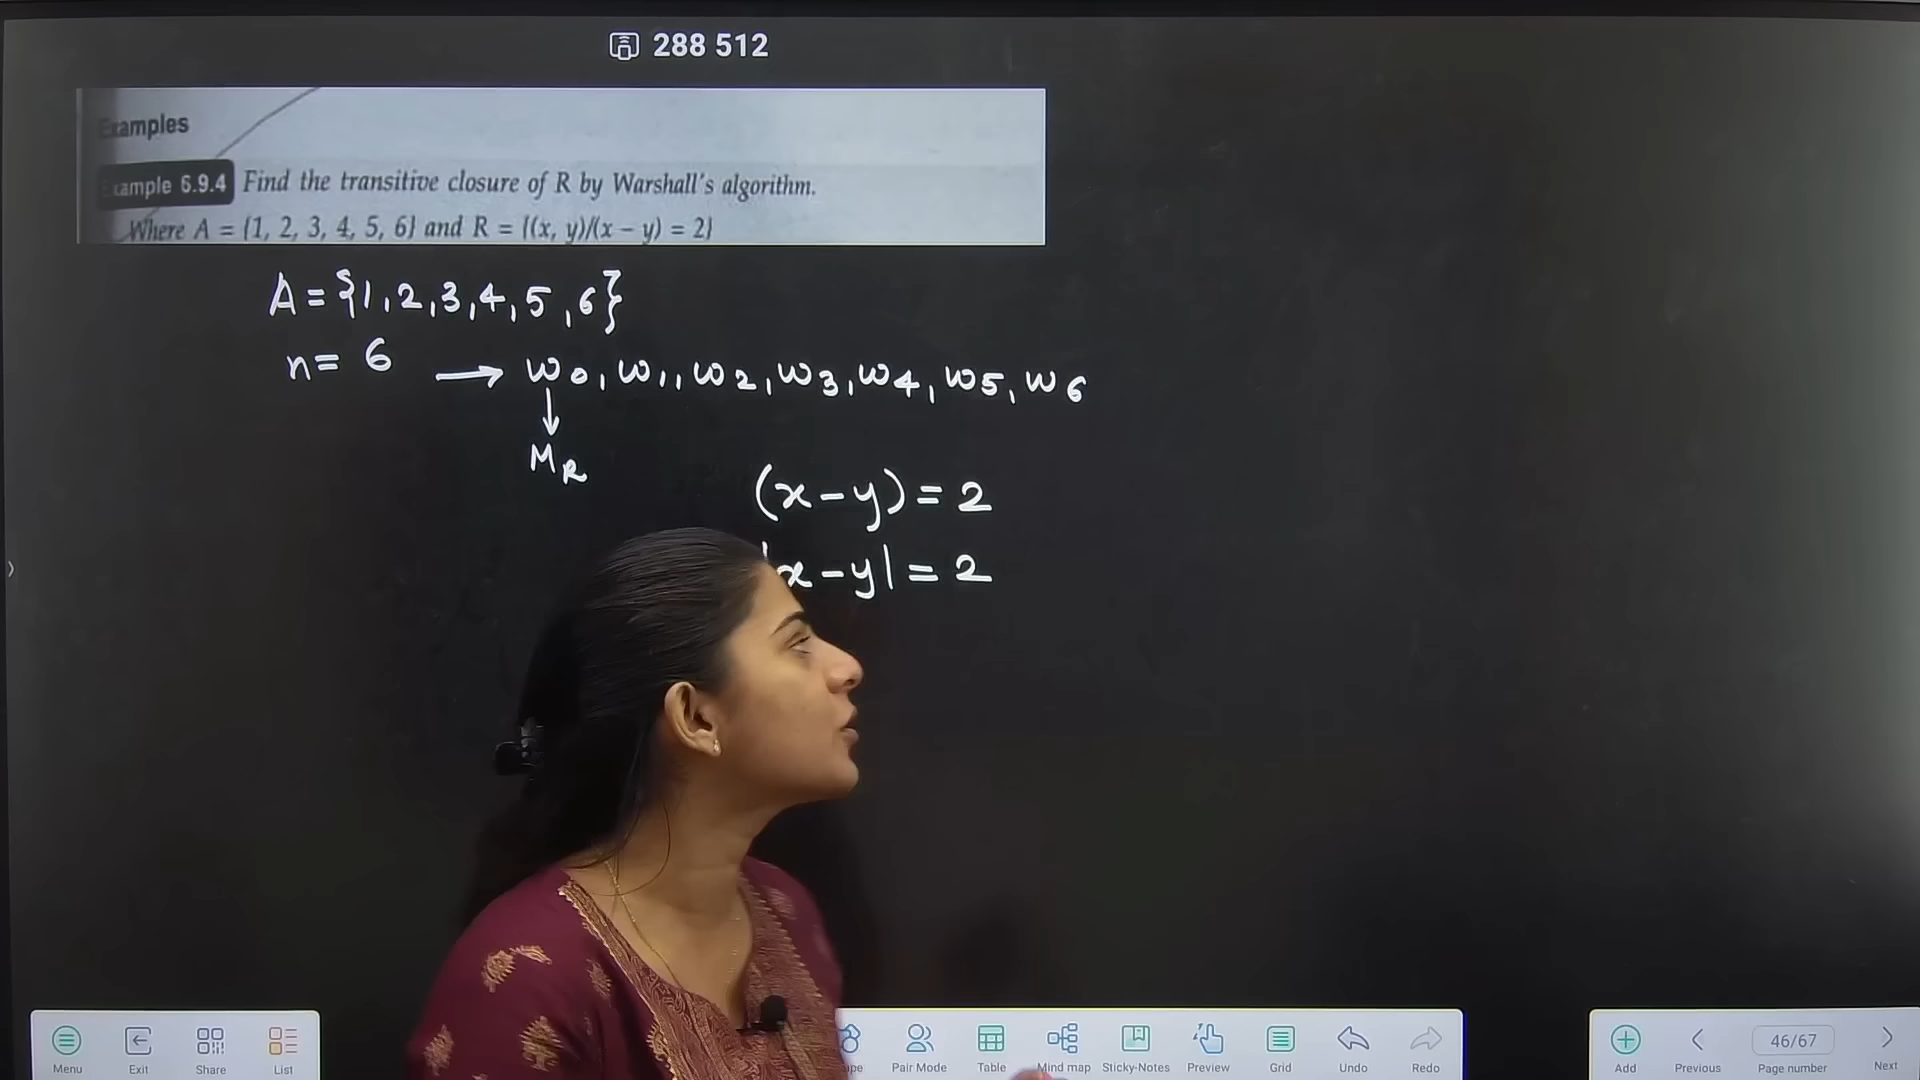 288 512
Examples
Example 6.9.4 Find the transitive closure of R by Warshall's algorithm.
Where A = {1, 2, 3, 4, 5, 6} and R = {(x, y)/(x − y) = 2}
A = {1, 2, 3, 4, 5, 6}
n = 6 → W0, W1, W2, W3, W4, W5, W6
↓
MR
(x − y) = 2
|x − y| = 2
Menu Exit Share List Pair Mode Table Mind map Sticky-Notes Preview Grid Undo Redo Add Previous 46/67 Page number Next